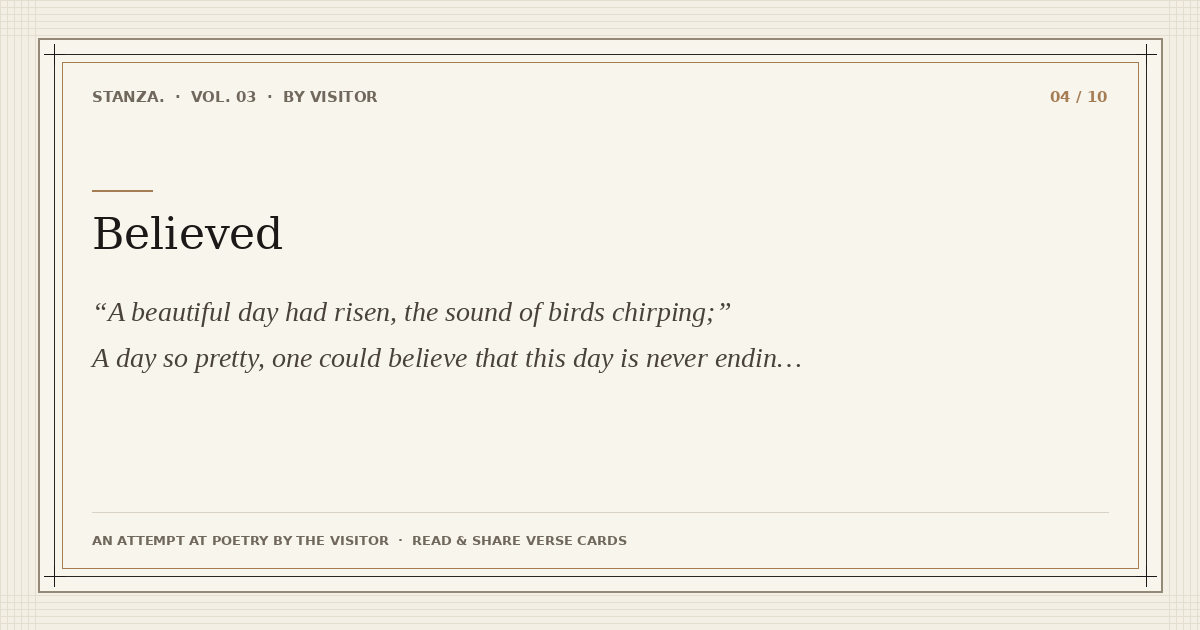 STANZA. · VOL. 03 · BY VISITOR
04 / 10
Believed
“A beautiful day had risen, the sound of birds chirping;”
A day so pretty, one could believe that this day is never endin…
AN ATTEMPT AT POETRY BY THE VISITOR · READ & SHARE VERSE CARDS